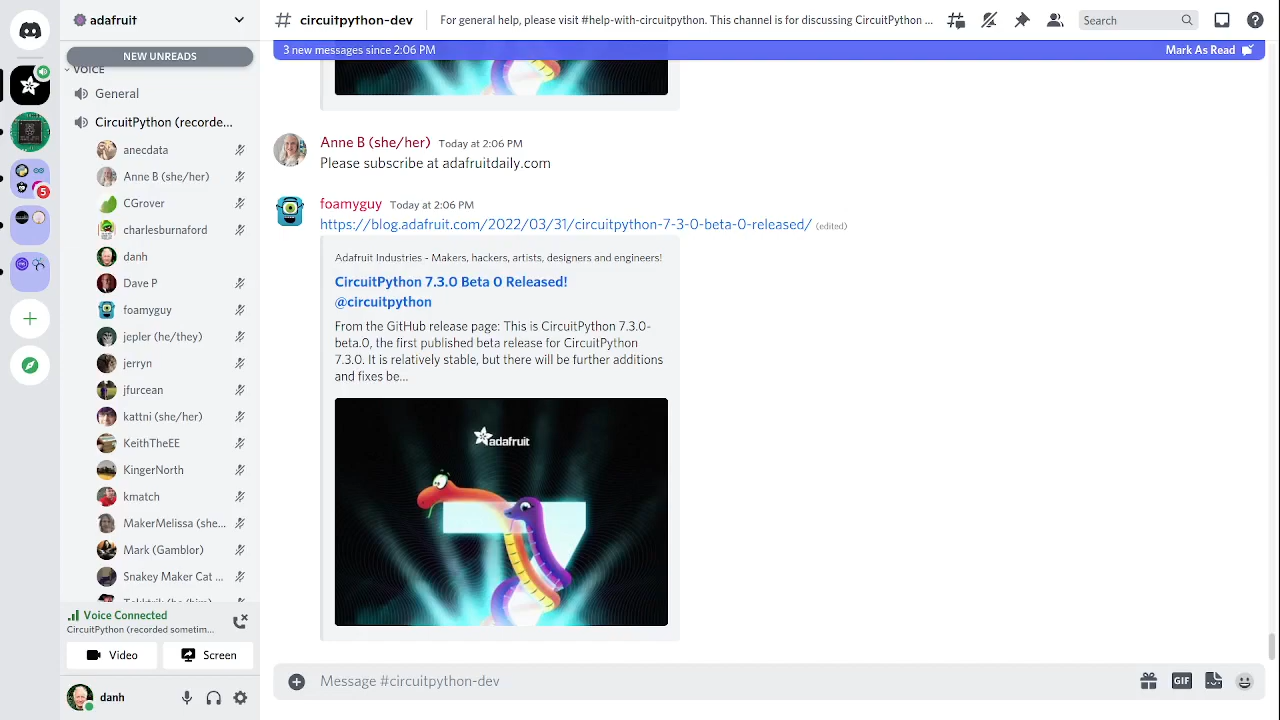 adafruit
# circuitpython-dev
For general help, please visit #help-with-circuitpython. This channel is for discussing CircuitPython ...
Search
NEW UNREADS
3 new messages since 2:06 PM
Mark As Read
VOICE
General
CircuitPython (recorde...
anecdata
Anne B (she/her)
CGrover
charlesburnaford
danh
Dave P
foamyguy
jepler (he/they)
jerryn
jfurcean
kattni (she/her)
KeithTheEE
KingerNorth
kmatch
MakerMelissa (she...
Mark (Gamblor)
Snakey Maker Cat ...
5
Voice Connected
CircuitPython (recorded sometim...
Video
Screen
danh
Anne B (she/her) Today at 2:06 PM
Please subscribe at adafruitdaily.com
foamyguy Today at 2:06 PM
https://blog.adafruit.com/2022/03/31/circuitpython-7-3-0-beta-0-released/ (edited)
Adafruit Industries - Makers, hackers, artists, designers and engineers!
CircuitPython 7.3.0 Beta 0 Released!
@circuitpython
From the GitHub release page: This is CircuitPython 7.3.0-
beta.0, the first published beta release for CircuitPython
7.3.0. It is relatively stable, but there will be further additions
and fixes be...
adafruit
7
Message #circuitpython-dev
GIF